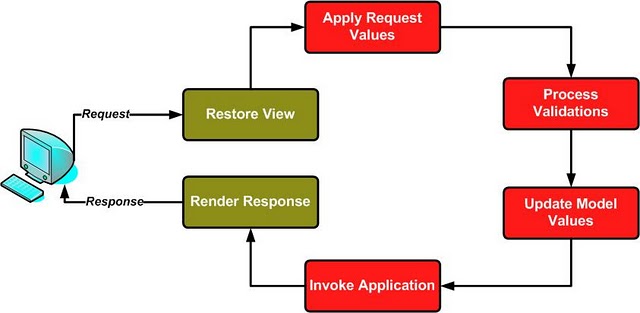 Apply Request
Values
Request
Restore View
Process
Validations
Response
Render Response
Update Model
Values
Invoke Application